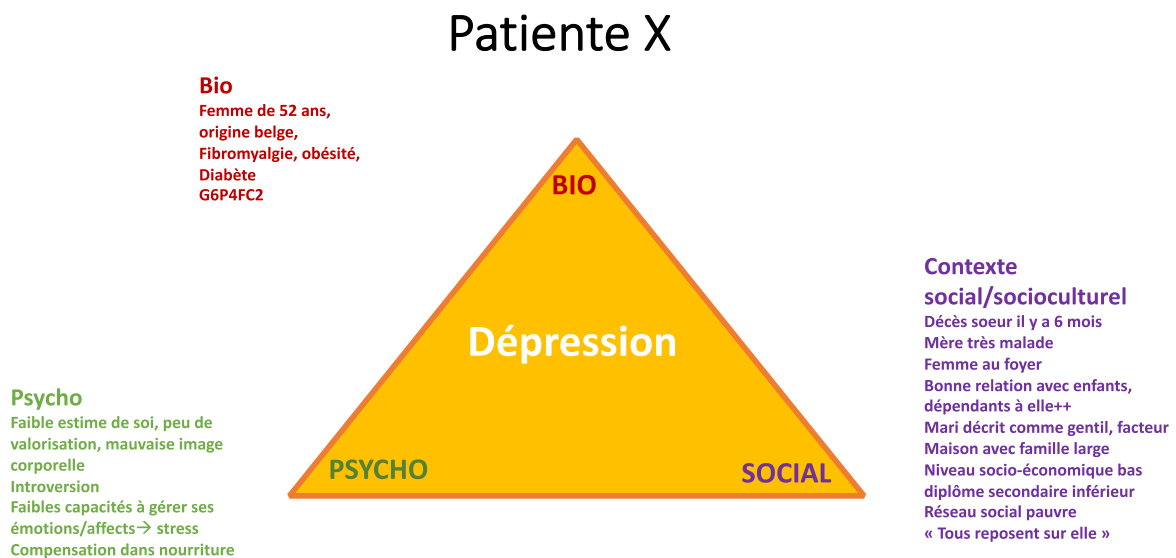 Patiente X
Bio
Femme de 52 ans,
origine belge,
Fibromyalgie, obésité,
Diabète
G6P4FC2
BIO
Dépression
PSYCHO
SOCIAL
Psycho
Faible estime de soi, peu de
valorisation, mauvaise image
corporelle
Introversion
Faibles capacités à gérer ses
émotions/affects→ stress
Compensation dans nourriture
Contexte
social/socioculturel
Décès soeur il y a 6 mois
Mère très malade
Femme au foyer
Bonne relation avec enfants,
dépendants à elle++
Mari décrit comme gentil, facteur
Maison avec famille large
Niveau socio-économique bas
diplôme secondaire inférieur
Réseau social pauvre
« Tous reposent sur elle »